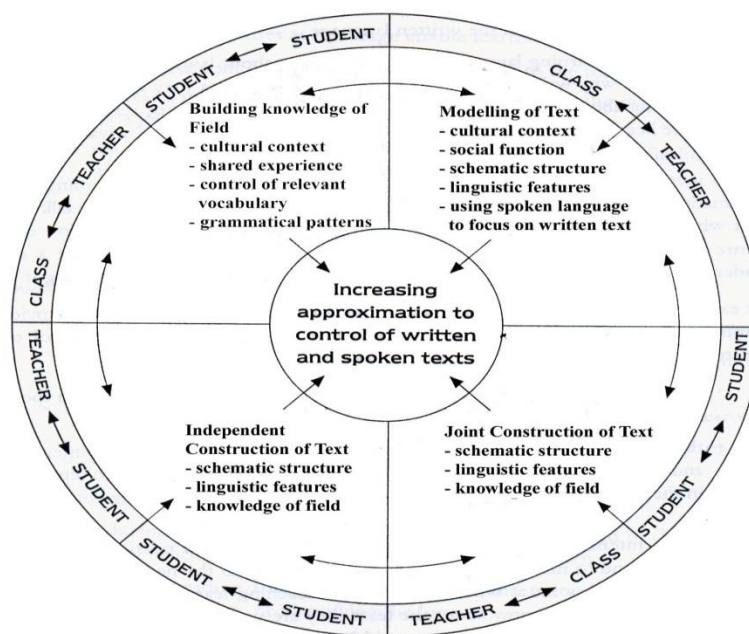 STUDENT
STUDENT
TEACHER
CLASS
CLASS
TEACHER
Building knowledge of
Field
- cultural context
- shared experience
- control of relevant
vocabulary
- grammatical patterns
Modelling of Text
- cultural context
- social function
- schematic structure
- linguistic features
- using spoken language
to focus on written text
Increasing
approximation to
control of written
and spoken texts
Independent
Construction of Text
- schematic structure
- linguistic features
- knowledge of field
Joint Construction of Text
- schematic structure
- linguistic features
- knowledge of field
TEACHER
STUDENT
STUDENT
STUDENT
TEACHER
CLASS
STUDENT
STUDENT